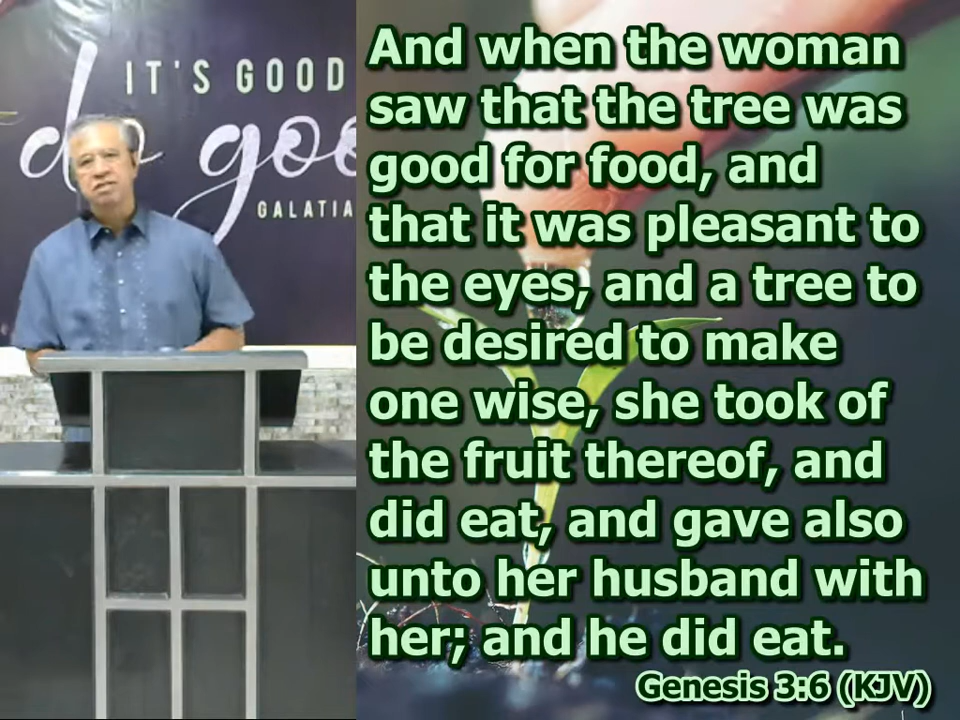 IT'S GOOD
do goo
GALATIA
And when the woman
saw that the tree was
good for food, and
that it was pleasant to
the eyes, and a tree to
be desired to make
one wise, she took of
the fruit thereof, and
did eat, and gave also
unto her husband with
her; and he did eat.
Genesis 3:6 (KJV)